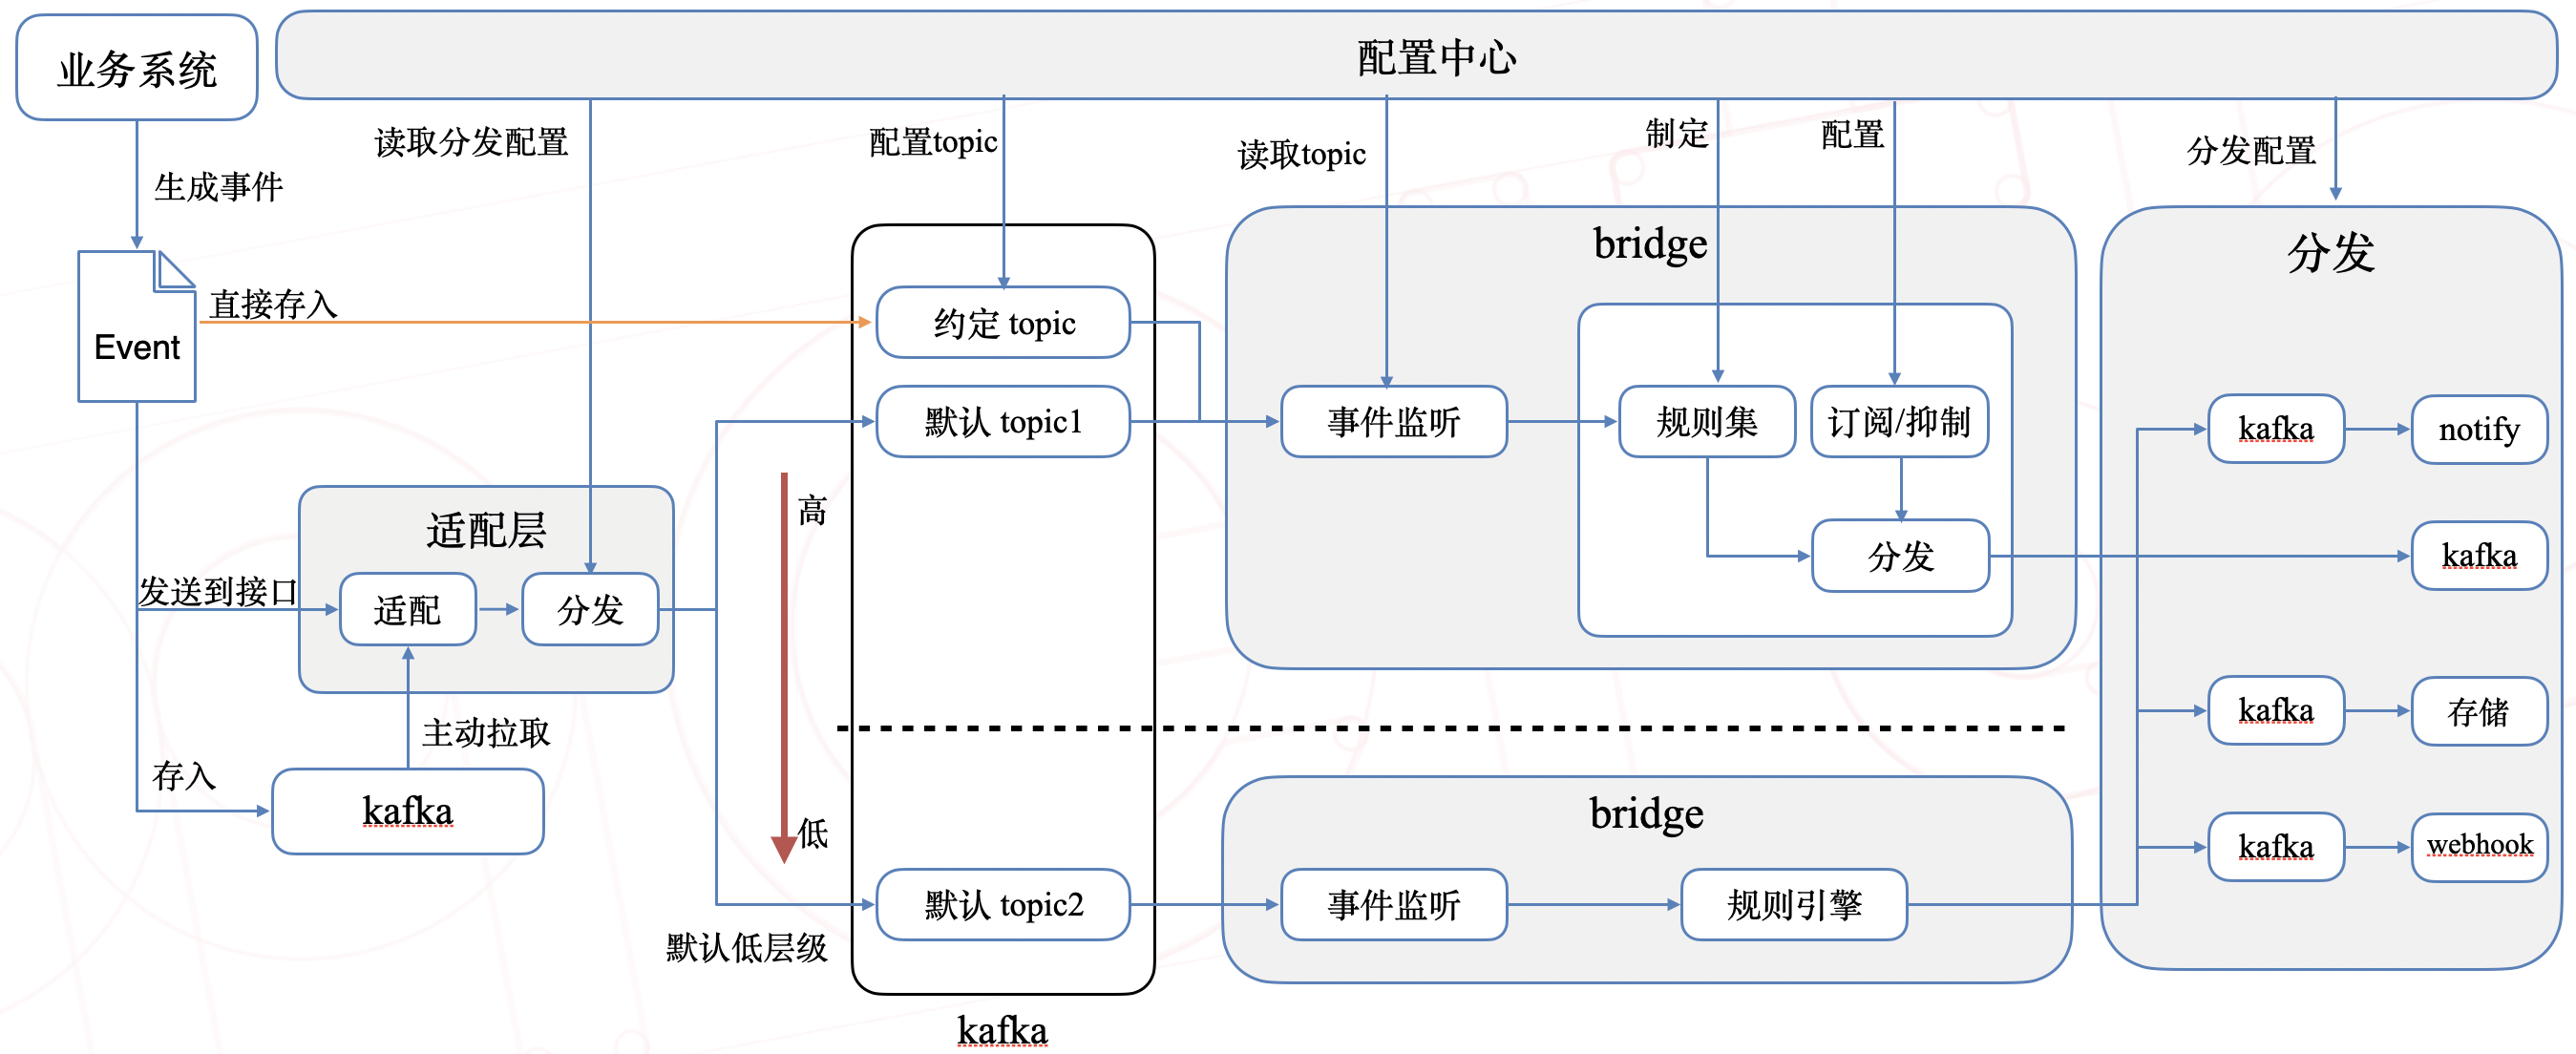 业务系统
配置中心
读取分发配置
配置topic
读取topic
制定
配置
分发配置
生成事件
bridge
分发
Event
直接存入
约定 topic
默认 topic1
事件监听
规则集
订阅/抑制
kafka
notify
高
适配层
分发
kafka
发送到接口
适配
分发
主动拉取
kafka
存储
存入
kafka
低
bridge
kafka
webhook
默认 topic2
事件监听
规则引擎
默认低层级
kafka